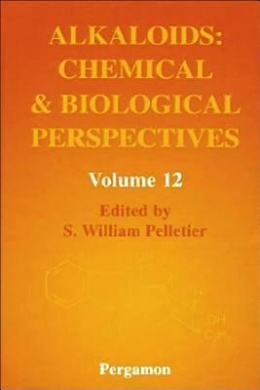 ALKALOIDS:
CHEMICAL
& BIOLOGICAL
PERSPECTIVES
Volume 12
Edited by
S. William Pelletier
Pergamon